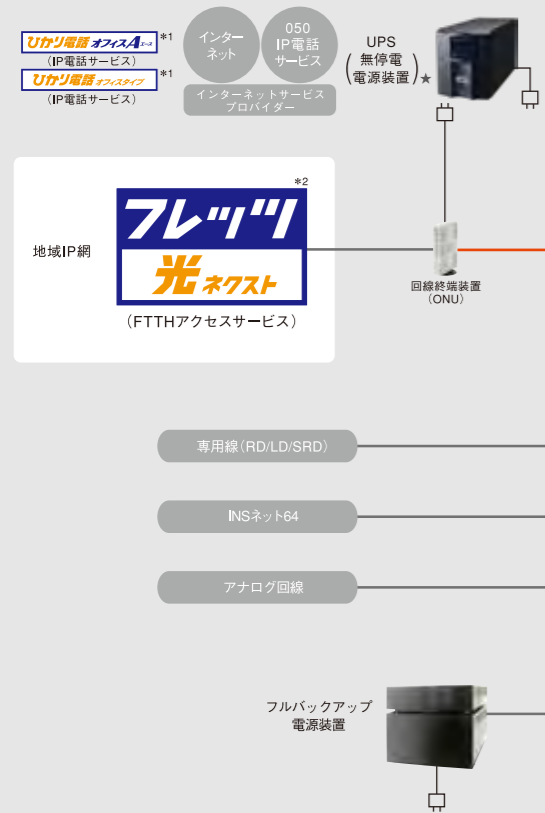 ひかり電話 オフィスA エース *1
(IP電話サービス)
ひかり電話 オフィスタイプ *1
(IP電話サービス)
インター
ネット
050
IP電話
サービス
インターネットサービス
プロバイダー
UPS
(無停電
電源装置)★
地域IP網
*2
フレッツ
光ネクスト
(FTTHアクセスサービス)
回線終端装置
(ONU)
専用線(RD/LD/SRD)
INSネット64
アナログ回線
フルバックアップ
電源装置